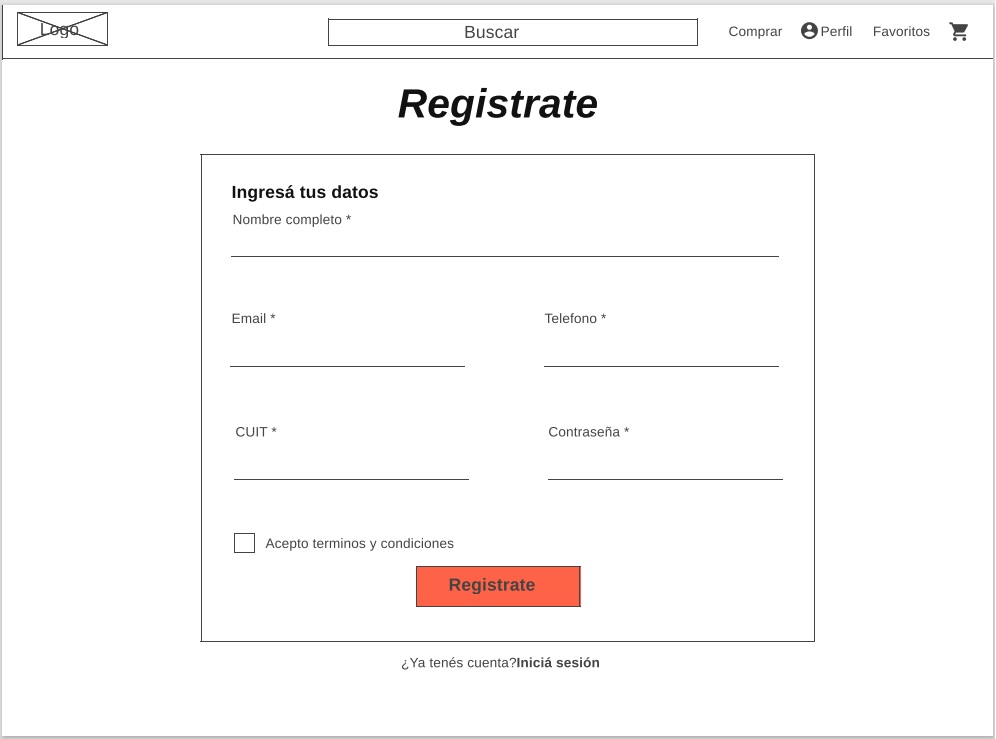 Logo
Buscar
Comprar
Perfil
Favoritos
Registrate
Ingresá tus datos
Nombre completo *
Email *
Telefono *
CUIT *
Contraseña *
Acepto terminos y condiciones
Registrate
¿Ya tenés cuenta?Iniciá sesión